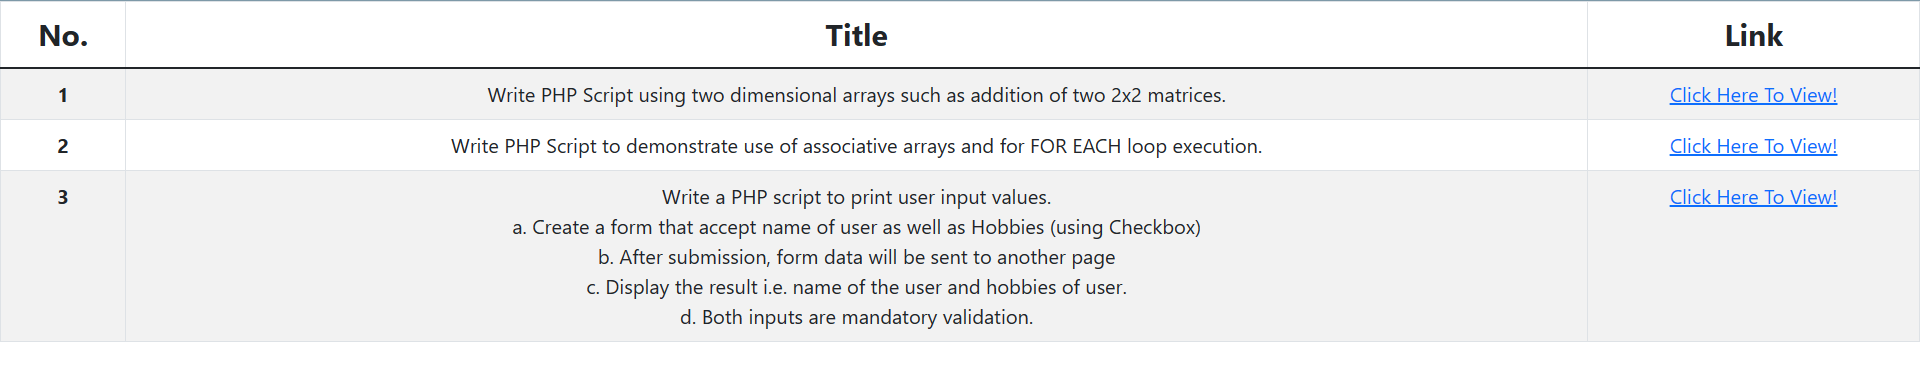 No. Title Link
1 Write PHP Script using two dimensional arrays such as addition of two 2x2 matrices. Click Here To View!
2 Write PHP Script to demonstrate use of associative arrays and for FOR EACH loop execution. Click Here To View!
3 Write a PHP script to print user input values. Click Here To View!
a. Create a form that accept name of user as well as Hobbies (using Checkbox)
b. After submission, form data will be sent to another page
c. Display the result i.e. name of the user and hobbies of user.
d. Both inputs are mandatory validation.